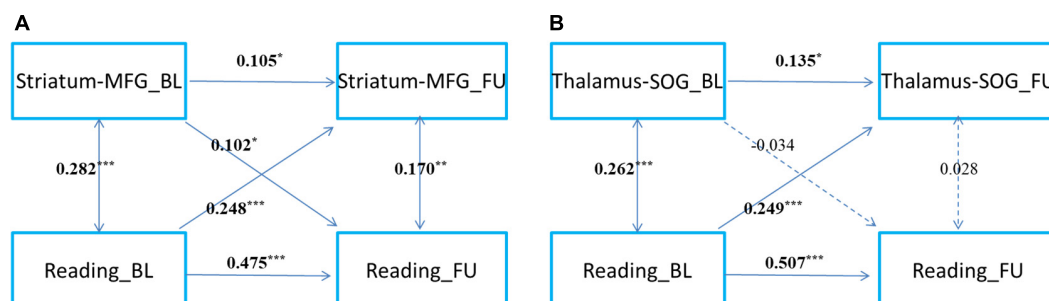 A
B
0.105*
0.135*
Striatum-MFG_BL
Striatum-MFG_FU
Thalamus-SOG_BL
Thalamus-SOG_FU
0.102*
-0.034
0.282***
0.170**
0.262***
0.028
0.248***
0.249***
0.475***
0.507***
Reading_BL
Reading_FU
Reading_BL
Reading_FU